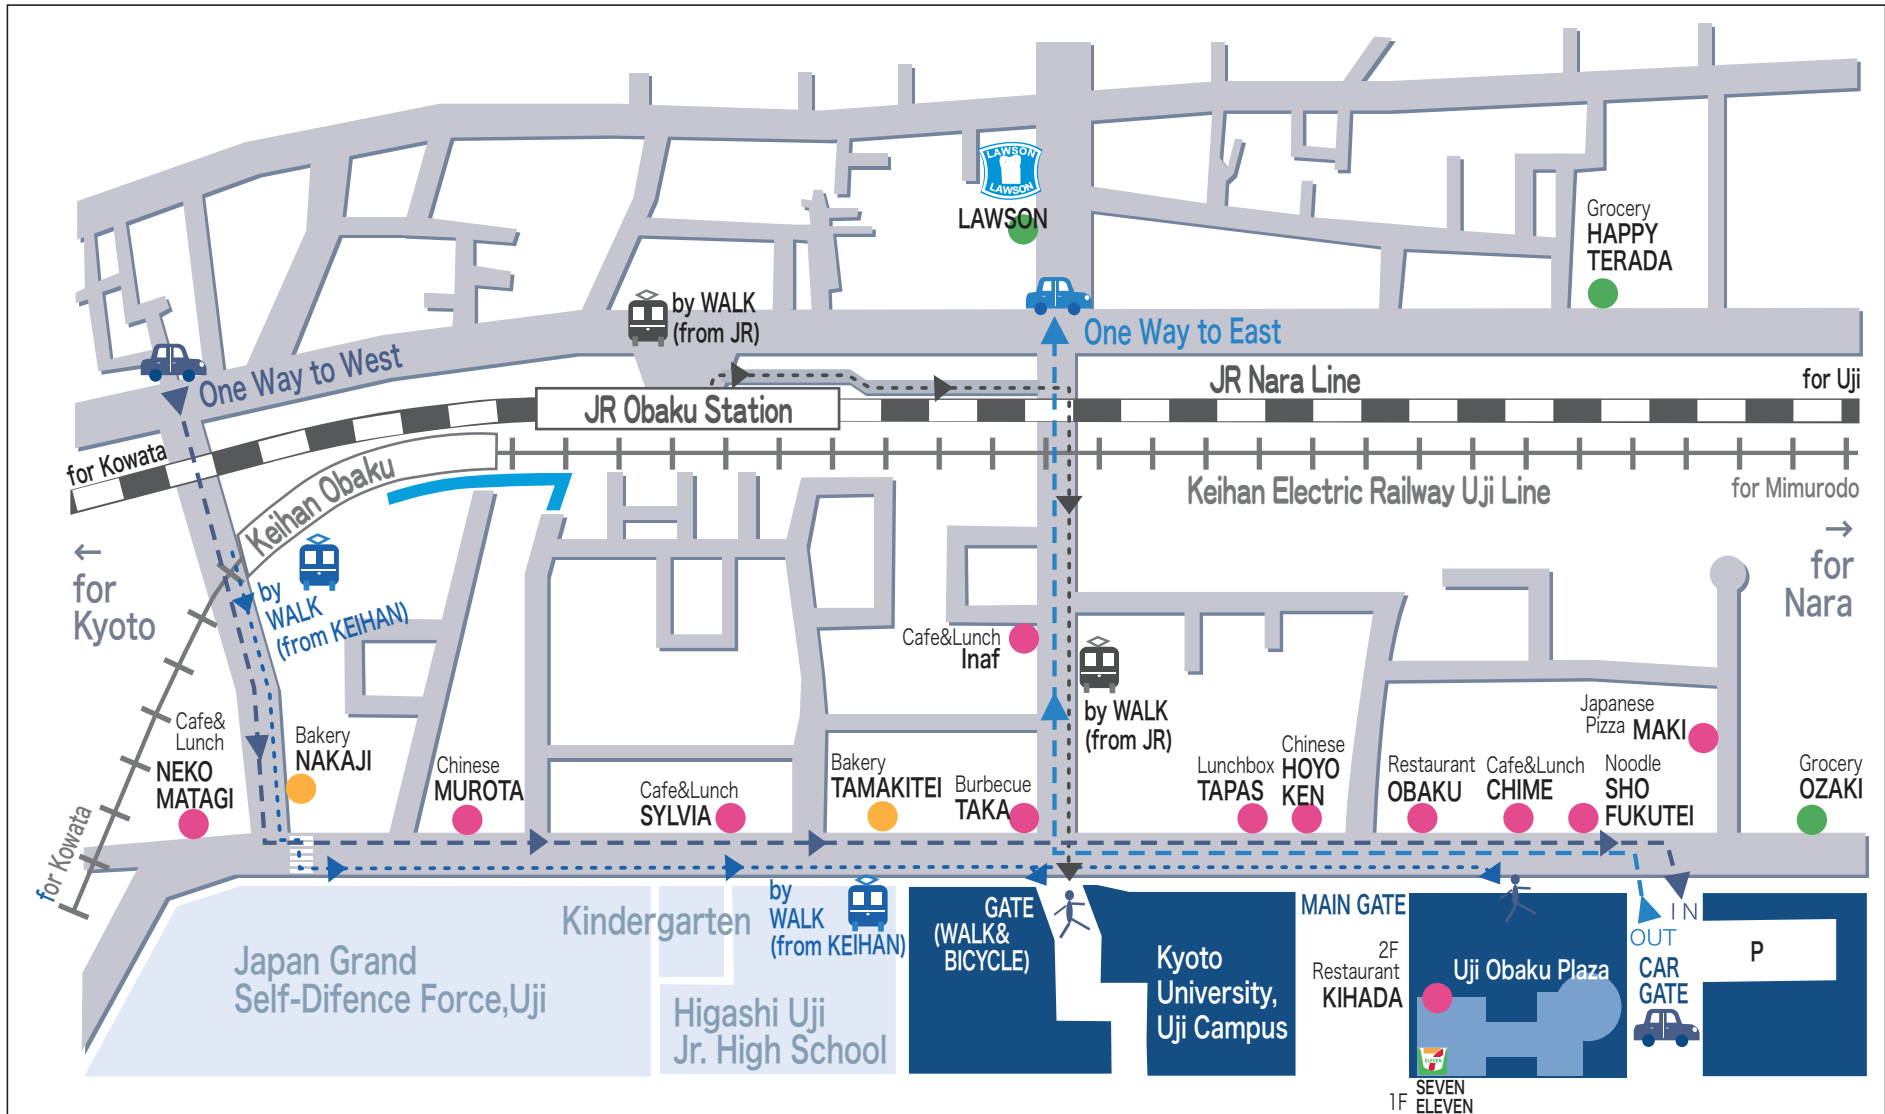 LAWSON
LAWSON
LAWSON
Grocery
HAPPY
TERADA
by WALK
(from JR)
One Way to East
One Way to West
JR Nara Line
for Uji
JR Obaku Station
for Kowata
Keihan Obaku
Keihan Electric Railway Uji Line
for Mimurodo
←
for
Kyoto
→
for
Nara
by
WALK
(from KEIHAN)
Cafe&Lunch
Inaf
by WALK
(from JR)
Japanese
Pizza MAKI
Cafe&
Lunch
NEKO
MATAGI
Bakery
NAKAJI
Chinese
MUROTA
Cafe&Lunch
SYLVIA
Bakery
TAMAKITEI
Burbecue
TAKA
Lunchbox
TAPAS
Chinese
HOYO
KEN
Restaurant
OBAKU
Cafe&Lunch
CHIME
Noodle
SHO
FUKUTEI
Grocery
OZAKI
for Kowata
Japan Grand
Self-Difence Force,Uji
Kindergarten
Higashi Uji
Jr. High School
by
WALK
(from KEIHAN)
GATE
(WALK&
BICYCLE)
Kyoto
University,
Uji Campus
MAIN GATE
2F
Restaurant
KIHADA
Uji Obaku Plaza
IN
OUT
CAR
GATE
P
ELEVEN
1F SEVEN
ELEVEN